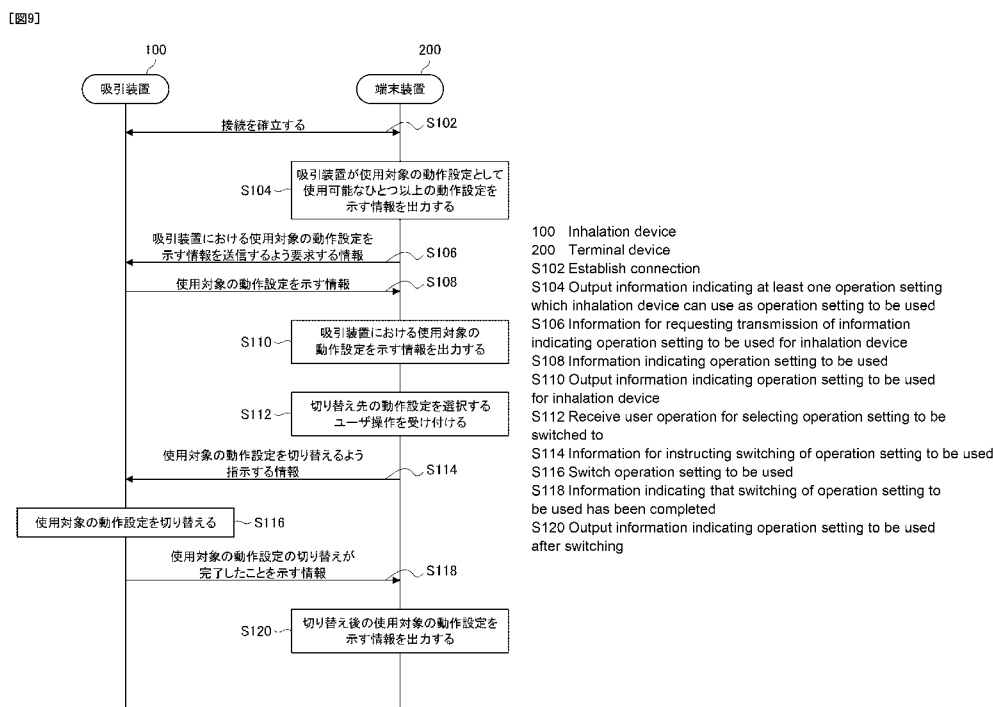 [図9]
100
200
吸引装置
端末装置
接続を確立する
S102
吸引装置が使用対象の動作設定として
使用可能なひとつ以上の動作設定を
示す情報を出力する
S104
吸引装置における使用対象の動作設定を
示す情報を送信するよう要求する情報
S106
使用対象の動作設定を示す情報
S108
吸引装置における使用対象の
動作設定を示す情報を出力する
S110
切り替え先の動作設定を選択する
ユーザ操作を受け付ける
S112
使用対象の動作設定を切り替えるよう
指示する情報
S114
使用対象の動作設定を切り替える
S116
使用対象の動作設定の切り替えが
完了したことを示す情報
S118
切り替え後の使用対象の動作設定を
示す情報を出力する
S120
100 Inhalation device
200 Terminal device
S102 Establish connection
S104 Output information indicating at least one operation setting
which inhalation device can use as operation setting to be used
S106 Information for requesting transmission of information
indicating operation setting to be used for inhalation device
S108 Information indicating operation setting to be used
S110 Output information indicating operation setting to be used
for inhalation device
S112 Receive user operation for selecting operation setting to be
switched to
S114 Information for instructing switching of operation setting to be used
S116 Switch operation setting to be used
S118 Information indicating that switching of operation setting to
be used has been completed
S120 Output information indicating operation setting to be used
after switching